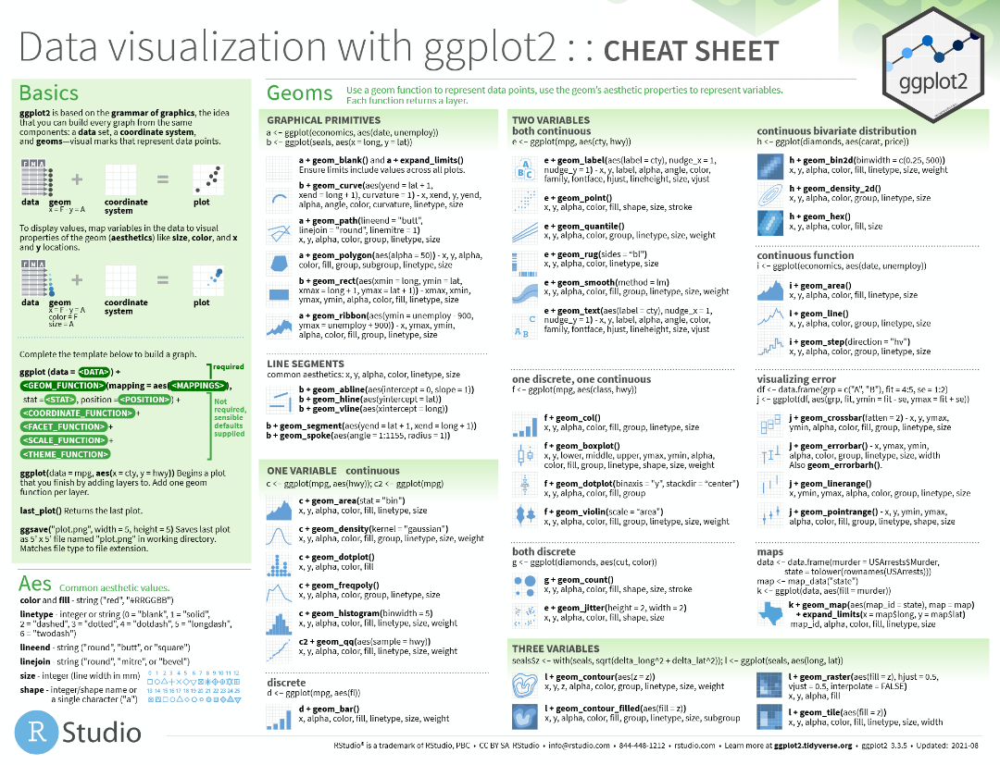 Data visualization with ggplot2 : : CHEAT SHEET
ggplot2
Basics
ggplot2 is based on the grammar of graphics, the idea
that you can build every graph from the same
components: a data set, a coordinate system,
and geoms—visual marks that represent data points.
F M A
data
geom
x = F · y = A
coordinate
system
plot
To display values, map variables in the data to visual
properties of the geom (aesthetics) like size, color, and x
and y locations.
F M A
data
geom
x = F · y = A
color = F
size = A
coordinate
system
plot
Complete the template below to build a graph.
ggplot (data = <DATA>) +
<GEOM_FUNCTION>(mapping = aes(<MAPPINGS>),
stat = <STAT>, position = <POSITION>) +
<COORDINATE_FUNCTION> +
<FACET_FUNCTION> +
<SCALE_FUNCTION> +
<THEME_FUNCTION>
required
Not
required,
sensible
defaults
supplied
ggplot(data = mpg, aes(x = cty, y = hwy)) Begins a plot
that you finish by adding layers to. Add one geom
function per layer.
last_plot() Returns the last plot.
ggsave("plot.png", width = 5, height = 5) Saves last plot
as 5' x 5' file named "plot.png" in working directory.
Matches file type to file extension.
Aes Common aesthetic values.
color and fill - string ("red", "#RRGGBB")
linetype - integer or string (0 = "blank", 1 = "solid",
2 = "dashed", 3 = "dotted", 4 = "dotdash", 5 = "longdash",
6 = "twodash")
lineend - string ("round", "butt", or "square")
linejoin - string ("round", "mitre", or "bevel")
size - integer (line width in mm)
shape - integer/shape name or
a single character ("a")
0 1 2 3 4 5 6 7 8 9 10 11 12
13 14 15 16 17 18 19 20 21 22 23 24 25
Geoms
Use a geom function to represent data points, use the geom's aesthetic properties to represent variables.
Each function returns a layer.
GRAPHICAL PRIMITIVES
a <- ggplot(economics, aes(date, unemploy))
b <- ggplot(seals, aes(x = long, y = lat))
a + geom_blank() and a + expand_limits()
Ensure limits include values across all plots.
b + geom_curve(aes(yend = lat + 1,
xend = long + 1), curvature = 1) - x, xend, y, yend,
alpha, angle, color, curvature, linetype, size
a + geom_path(lineend = "butt",
linejoin = "round", linemitre = 1)
x, y, alpha, color, group, linetype, size
a + geom_polygon(aes(alpha = 50)) - x, y, alpha,
color, fill, group, subgroup, linetype, size
b + geom_rect(aes(xmin = long, ymin = lat,
xmax = long + 1, ymax = lat + 1)) - xmax, xmin,
ymax, ymin, alpha, color, fill, linetype, size
a + geom_ribbon(aes(ymin = unemploy - 900,
ymax = unemploy + 900)) - x, ymax, ymin,
alpha, color, fill, group, linetype, size
LINE SEGMENTS
common aesthetics: x, y, alpha, color, linetype, size
b + geom_abline(aes(intercept = 0, slope = 1))
b + geom_hline(aes(yintercept = lat))
b + geom_vline(aes(xintercept = long))
b + geom_segment(aes(yend = lat + 1, xend = long + 1))
b + geom_spoke(aes(angle = 1:1155, radius = 1))
ONE VARIABLE continuous
c <- ggplot(mpg, aes(hwy)); c2 <- ggplot(mpg)
c + geom_area(stat = "bin")
x, y, alpha, color, fill, linetype, size
c + geom_density(kernel = "gaussian")
x, y, alpha, color, fill, group, linetype, size, weight
c + geom_dotplot()
x, y, alpha, color, fill
c + geom_freqpoly()
x, y, alpha, color, group, linetype, size
c + geom_histogram(binwidth = 5)
x, y, alpha, color, fill, linetype, size, weight
c2 + geom_qq(aes(sample = hwy))
x, y, alpha, color, fill, linetype, size, weight
discrete
d <- ggplot(mpg, aes(fl))
d + geom_bar()
x, alpha, color, fill, linetype, size, weight
TWO VARIABLES
both continuous
e <- ggplot(mpg, aes(cty, hwy))
A B C
e + geom_label(aes(label = cty), nudge_x = 1,
nudge_y = 1) - x, y, label, alpha, angle, color,
family, fontface, hjust, lineheight, size, vjust
e + geom_point()
x, y, alpha, color, fill, shape, size, stroke
e + geom_quantile()
x, y, alpha, color, group, linetype, size, weight
e + geom_rug(sides = “bl")
x, y, alpha, color, linetype, size
e + geom_smooth(method = lm)
x, y, alpha, color, fill, group, linetype, size, weight
A B C
e + geom_text(aes(label = cty), nudge_x = 1,
nudge_y = 1) - x, y, label, alpha, angle, color,
family, fontface, hjust, lineheight, size, vjust
one discrete, one continuous
f <- ggplot(mpg, aes(class, hwy))
f + geom_col()
x, y, alpha, color, fill, group, linetype, size
f + geom_boxplot()
x, y, lower, middle, upper, ymax, ymin, alpha,
color, fill, group, linetype, shape, size, weight
f + geom_dotplot(binaxis = "y", stackdir = “center")
x, y, alpha, color, fill, group
f + geom_violin(scale = “area")
x, y, alpha, color, fill, group, linetype, size, weight
both discrete
g <- ggplot(diamonds, aes(cut, color))
g + geom_count()
x, y, alpha, color, fill, shape, size, stroke
e + geom_jitter(height = 2, width = 2)
x, y, alpha, color, fill, shape, size
continuous bivariate distribution
h <- ggplot(diamonds, aes(carat, price))
h + geom_bin2d(binwidth = c(0.25, 500))
x, y, alpha, color, fill, linetype, size, weight
h + geom_density_2d()
x, y, alpha, color, group, linetype, size
h + geom_hex()
x, y, alpha, color, fill, size
continuous function
i <- ggplot(economics, aes(date, unemploy))
i + geom_area()
x, y, alpha, color, fill, linetype, size
i + geom_line()
x, y, alpha, color, group, linetype, size
i + geom_step(direction = "hv")
x, y, alpha, color, group, linetype, size
visualizing error
df <- data.frame(grp = c("A", "B"), fit = 4:5, se = 1:2)
j <- ggplot(df, aes(grp, fit, ymin = fit - se, ymax = fit + se))
j + geom_crossbar(fatten = 2) - x, y, ymax,
ymin, alpha, color, fill, group, linetype, size
j + geom_errorbar() - x, ymax, ymin,
alpha, color, group, linetype, size, width
Also geom_errorbarh().
j + geom_linerange()
x, ymin, ymax, alpha, color, group, linetype, size
j + geom_pointrange() - x, y, ymin, ymax,
alpha, color, fill, group, linetype, shape, size
maps
data <- data.frame(murder = USArrests$Murder,
state = tolower(rownames(USArrests)))
map <- map_data("state")
k <- ggplot(data, aes(fill = murder))
k + geom_map(aes(map_id = state), map = map)
+ expand_limits(x = map$long, y = map$lat)
map_id, alpha, color, fill, linetype, size
THREE VARIABLES
seals$z <- with(seals, sqrt(delta_long^2 + delta_lat^2)); l <- ggplot(seals, aes(long, lat))
l + geom_contour(aes(z = z))
x, y, z, alpha, color, group, linetype, size, weight
l + geom_contour_filled(aes(fill = z))
x, y, alpha, color, fill, group, linetype, size, subgroup
l + geom_raster(aes(fill = z), hjust = 0.5,
vjust = 0.5, interpolate = FALSE)
x, y, alpha, fill
l + geom_tile(aes(fill = z))
x, y, alpha, color, fill, linetype, size, width
R Studio
RStudio® is a trademark of RStudio, PBC • CC BY SA RStudio • info@rstudio.com • 844-448-1212 • rstudio.com • Learn more at ggplot2.tidyverse.org • ggplot2 3.3.5 • Updated: 2021-08